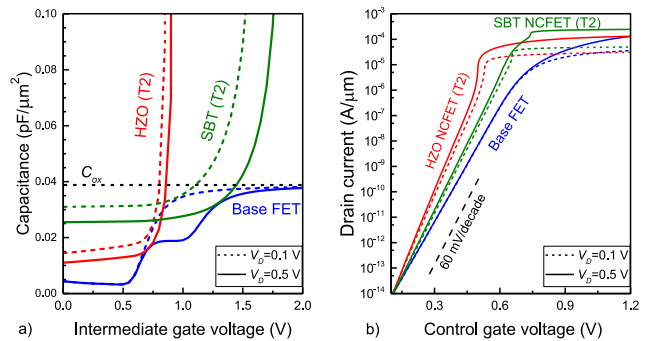 Capacitance (pF/μm²)
0.10
0.08
0.06
0.04
0.02
0.00
HZO (T2)
SBT (T2)
C_ox
Base FET
V_D=0.1 V
V_D=0.5 V
0.0 0.5 1.0 1.5 2.0
a) Intermediate gate voltage (V)
Drain current (A/μm)
10⁻³
10⁻⁴
10⁻⁵
10⁻⁶
10⁻⁷
10⁻⁸
10⁻⁹
10⁻¹⁰
10⁻¹¹
10⁻¹²
10⁻¹³
10⁻¹⁴
SBT NCFET (T2)
HZO NCFET (T2)
Base FET
60 mV/decade
V_D=0.1 V
V_D=0.5 V
0.3 0.6 0.9 1.2
b) Control gate voltage (V)